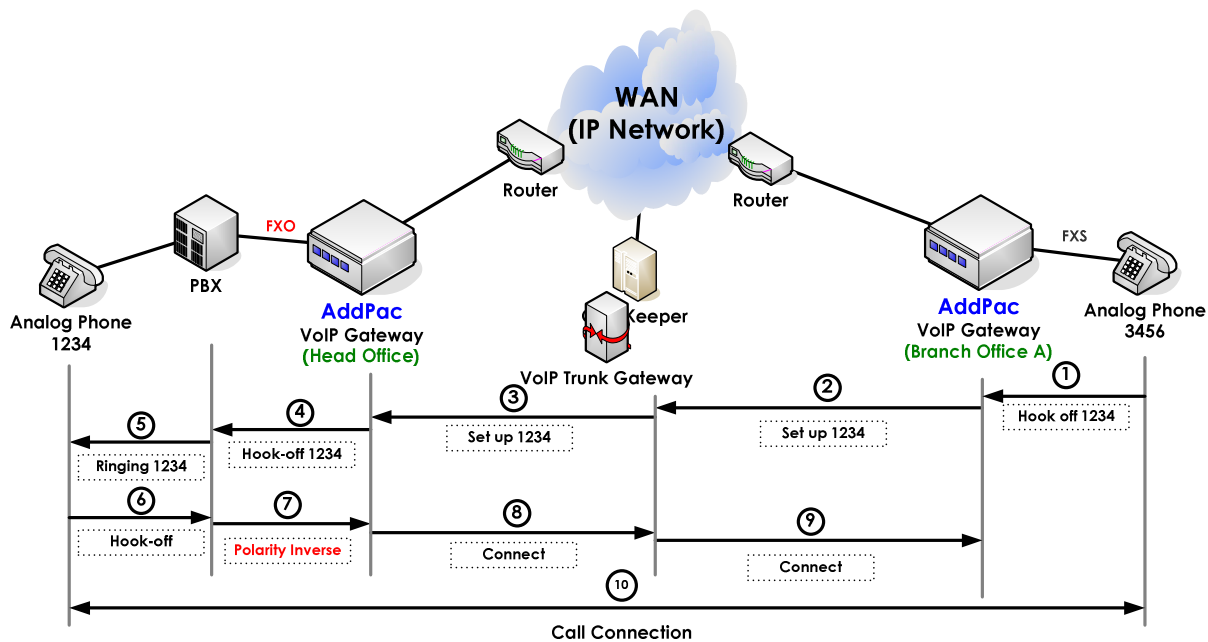 WAN
(IP Network)
Router
Router
FXO
FXS
PBX
Analog Phone
1234
AddPac
VoIP Gateway
(Head Office)
Keeper
VoIP Trunk Gateway
AddPac
VoIP Gateway
(Branch Office A)
Analog Phone
3456
1
Hook off 1234
2
Set up 1234
3
Set up 1234
4
Hook-off 1234
5
Ringing 1234
6
Hook-off
7
Polarity Inverse
8
Connect
9
Connect
10
Call Connection